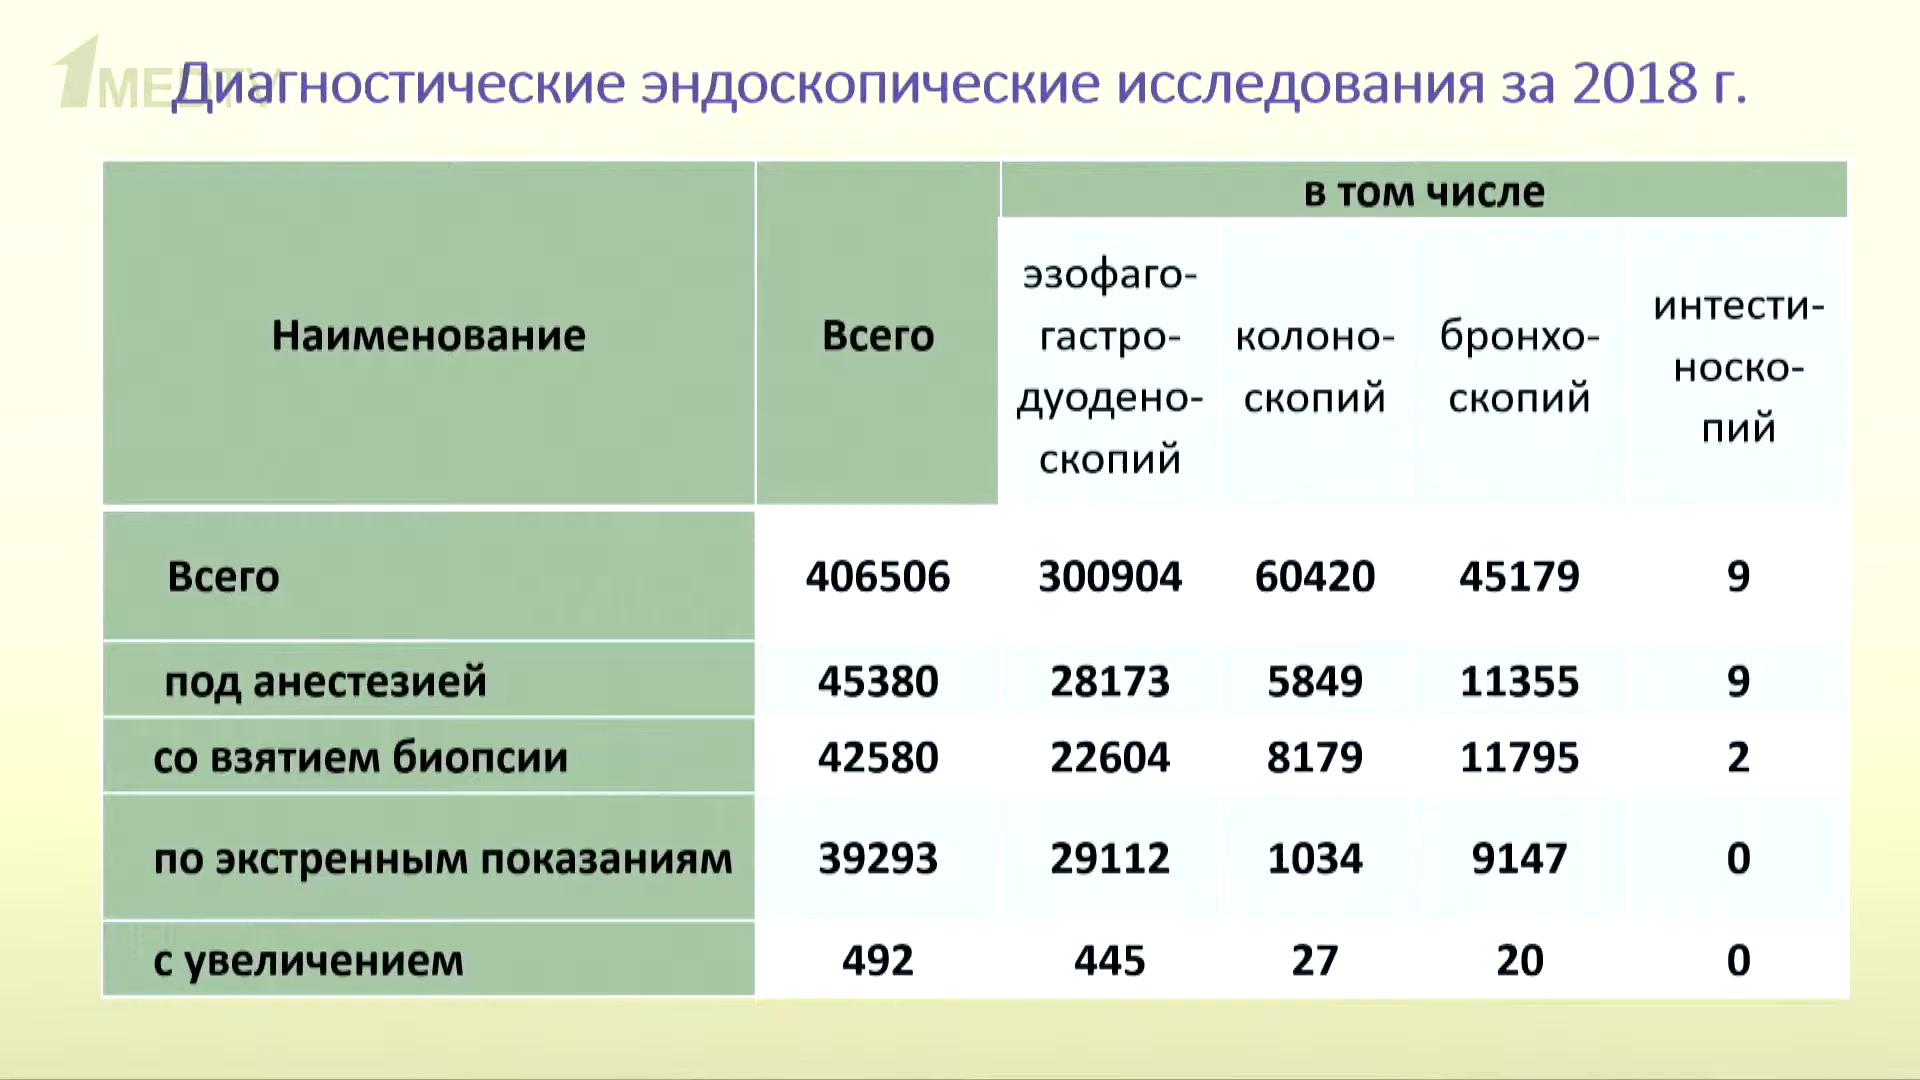 1MEDTV
Диагностические эндоскопические исследования за 2018 г.
Наименование
Всего
в том числе
эзофаго-
гастро-
дуодено-
скопий
колоно-
скопий
бронхо-
скопий
интести-
носко-
пий
Всего 406506 300904 60420 45179 9
под анестезией 45380 28173 5849 11355 9
со взятием биопсии 42580 22604 8179 11795 2
по экстренным показаниям 39293 29112 1034 9147 0
с увеличением 492 445 27 20 0